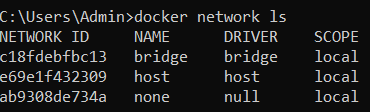 C:\Users\Admin>docker network ls
NETWORK ID     NAME      DRIVER    SCOPE
c18fdebfbc13   bridge    bridge    local
e69e1f432309   host      host      local
ab9308de734a   none      null      local